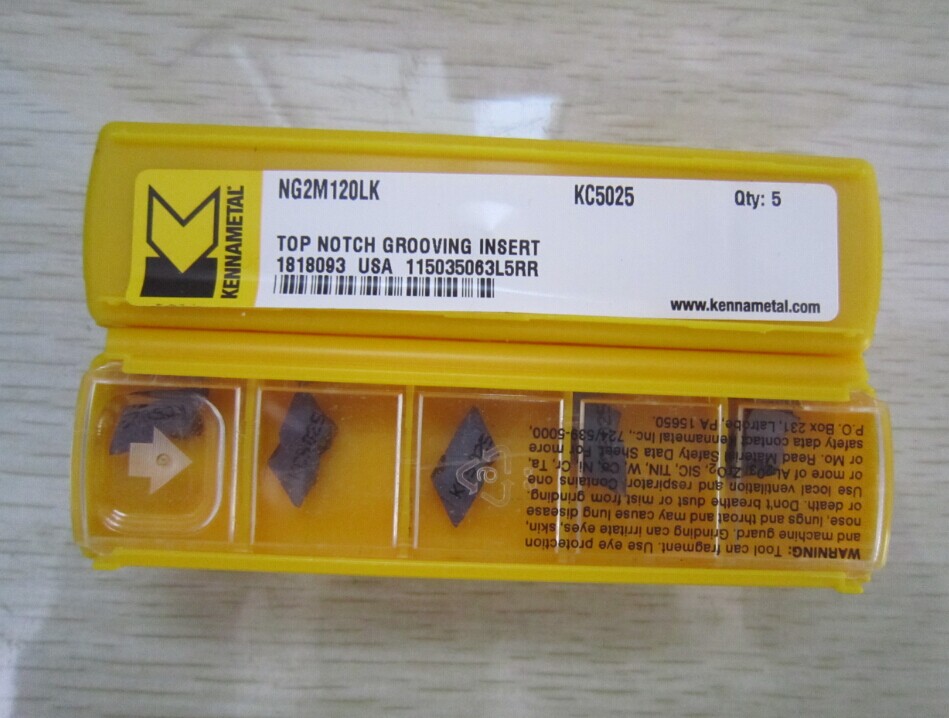 NG2M120LK KC5025 Qty: 5
KENNAMETAL
TOP NOTCH GROOVING INSERT
1818093 USA 115035063L5RR
www.kennametal.com
WARNING: Tool can fragment. Use eye protection
and machine guard. Grinding can irritate eyes, skin,
nose, lungs and throat and may cause lung disease
or death. Don't breathe dust or mist from grinding.
Use local ventilation and respirator. Contains one
or more of ZrO2, SIC, TIN, W, Co, Ni, Cr, Ta,
or Mo. Read Material Safety Data Sheet. For more
safety data contact Kennametal Inc., 724/539-5000,
P.O. Box 231, Latrobe, PA 15650.